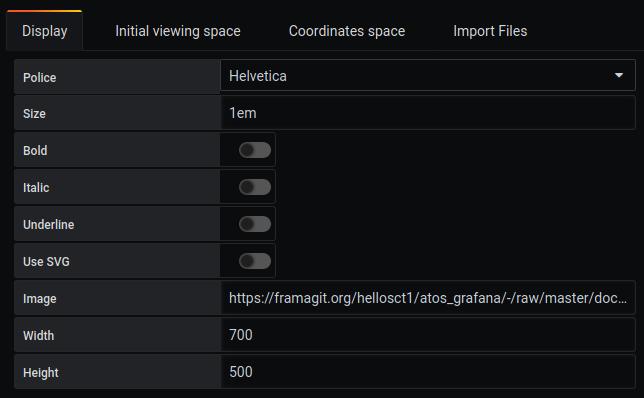 Display Initial viewing space Coordinates space Import Files
Police Helvetica
Size 1em
Bold
Italic
Underline
Use SVG
Image https://framagit.org/hellosct1/atos_grafana/-/raw/master/doc...
Width 700
Height 500